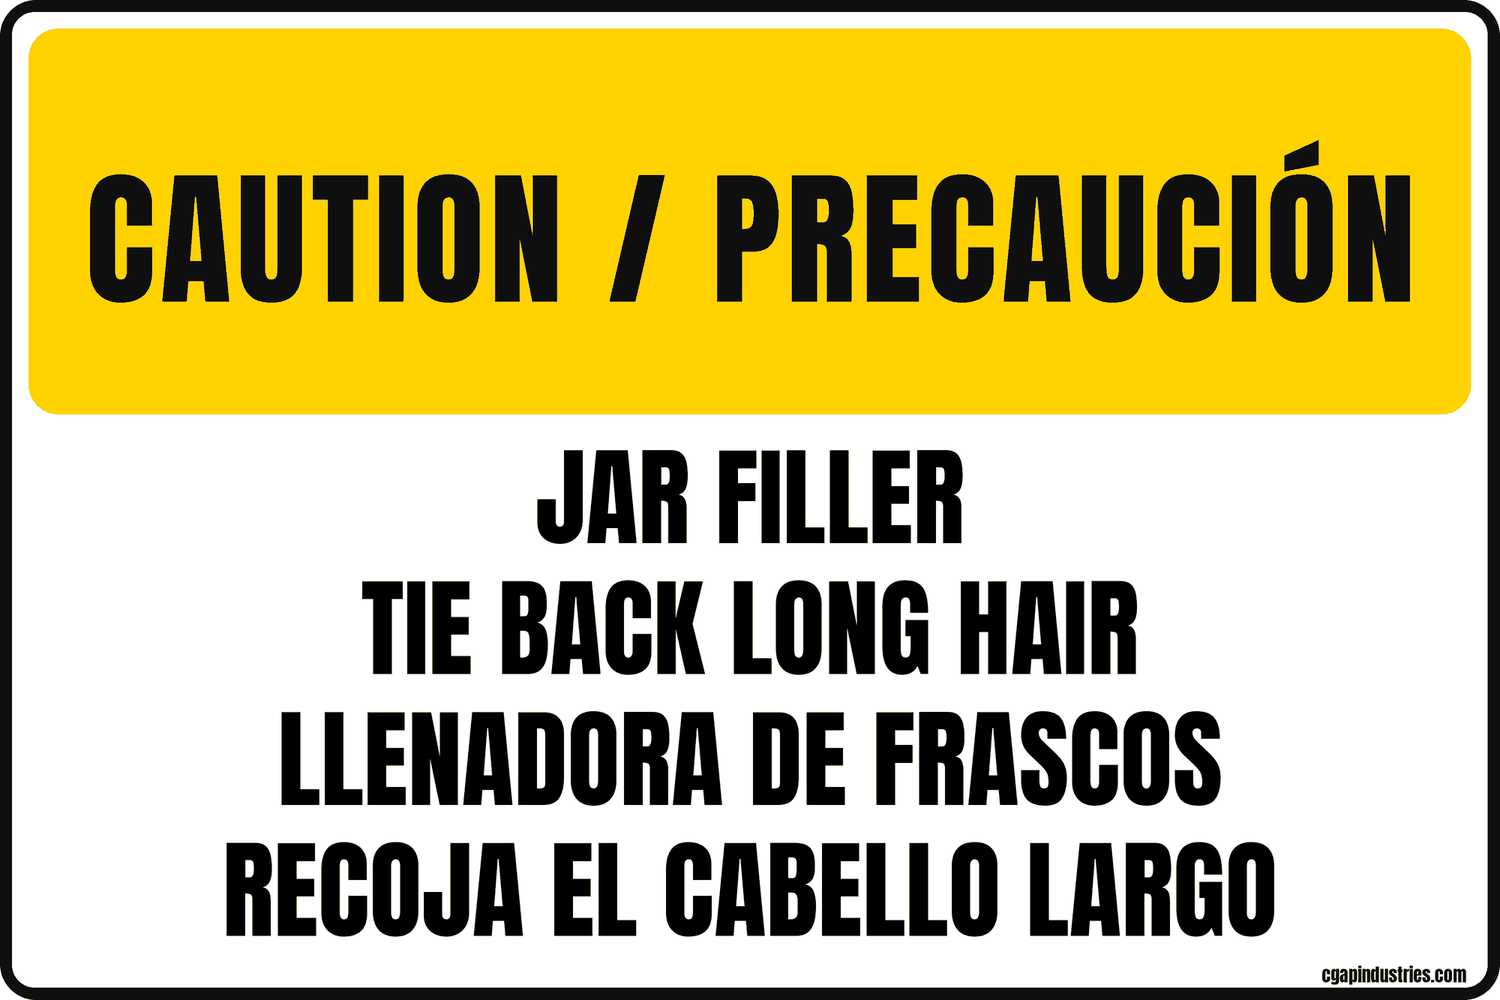 CAUTION / PRECAUCIÓN
JAR FILLER
TIE BACK LONG HAIR
LLENADORA DE FRASCOS
RECOJA EL CABELLO LARGO
cgapindustries.com